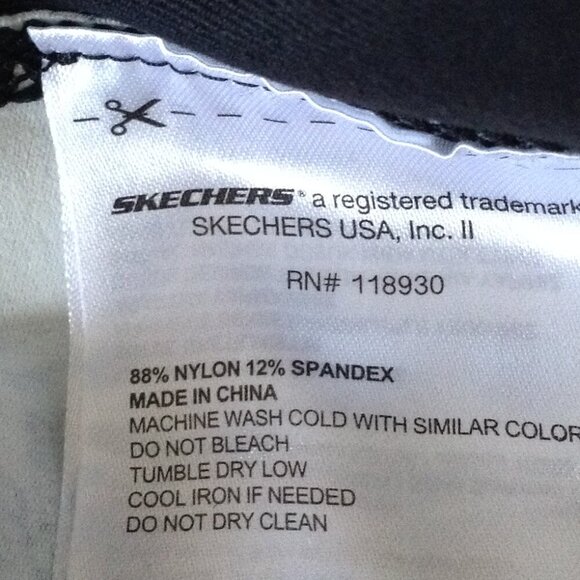 SKECHERS® a registered trademark
SKECHERS USA, Inc. II
RN# 118930
88% NYLON 12% SPANDEX
MADE IN CHINA
MACHINE WASH COLD WITH SIMILAR COLOR
DO NOT BLEACH
TUMBLE DRY LOW
COOL IRON IF NEEDED
DO NOT DRY CLEAN